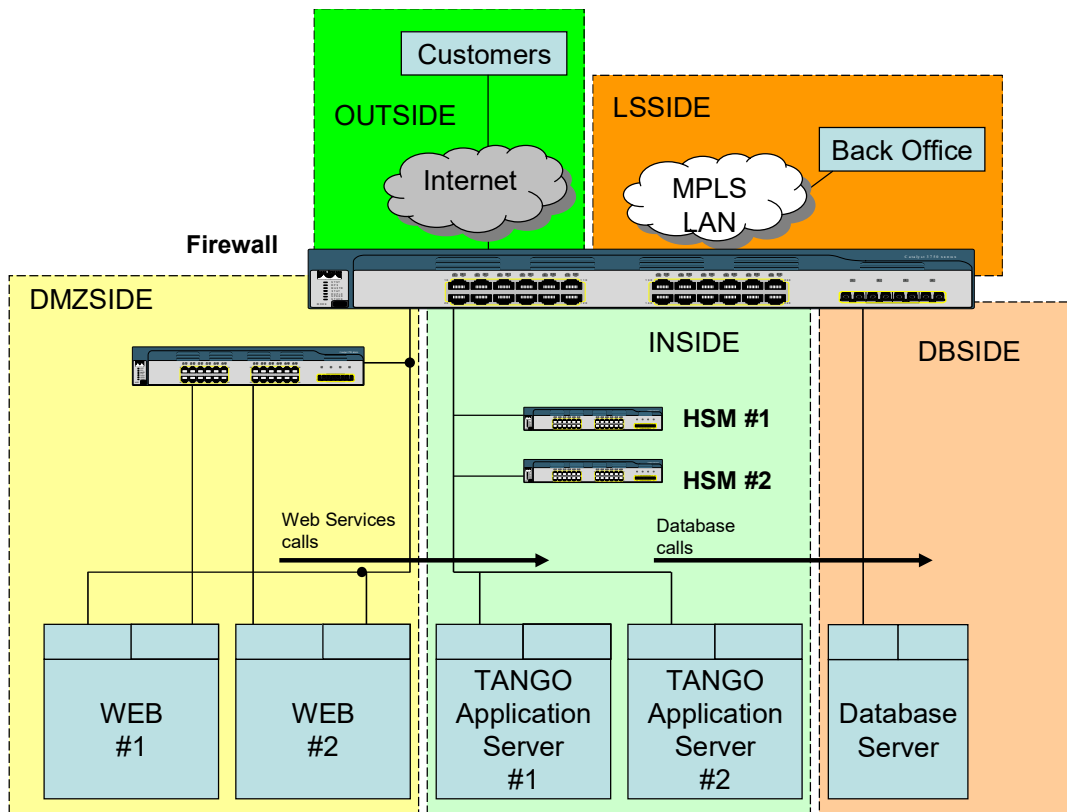 Customers
OUTSIDE
LSSIDE
Back Office
Internet
MPLS
LAN
Firewall
DMZSIDE
INSIDE
DBSIDE
HSM #1
HSM #2
Web Services
calls
Database
calls
WEB
#1
WEB
#2
TANGO
Application
Server
#1
TANGO
Application
Server
#2
Database
Server